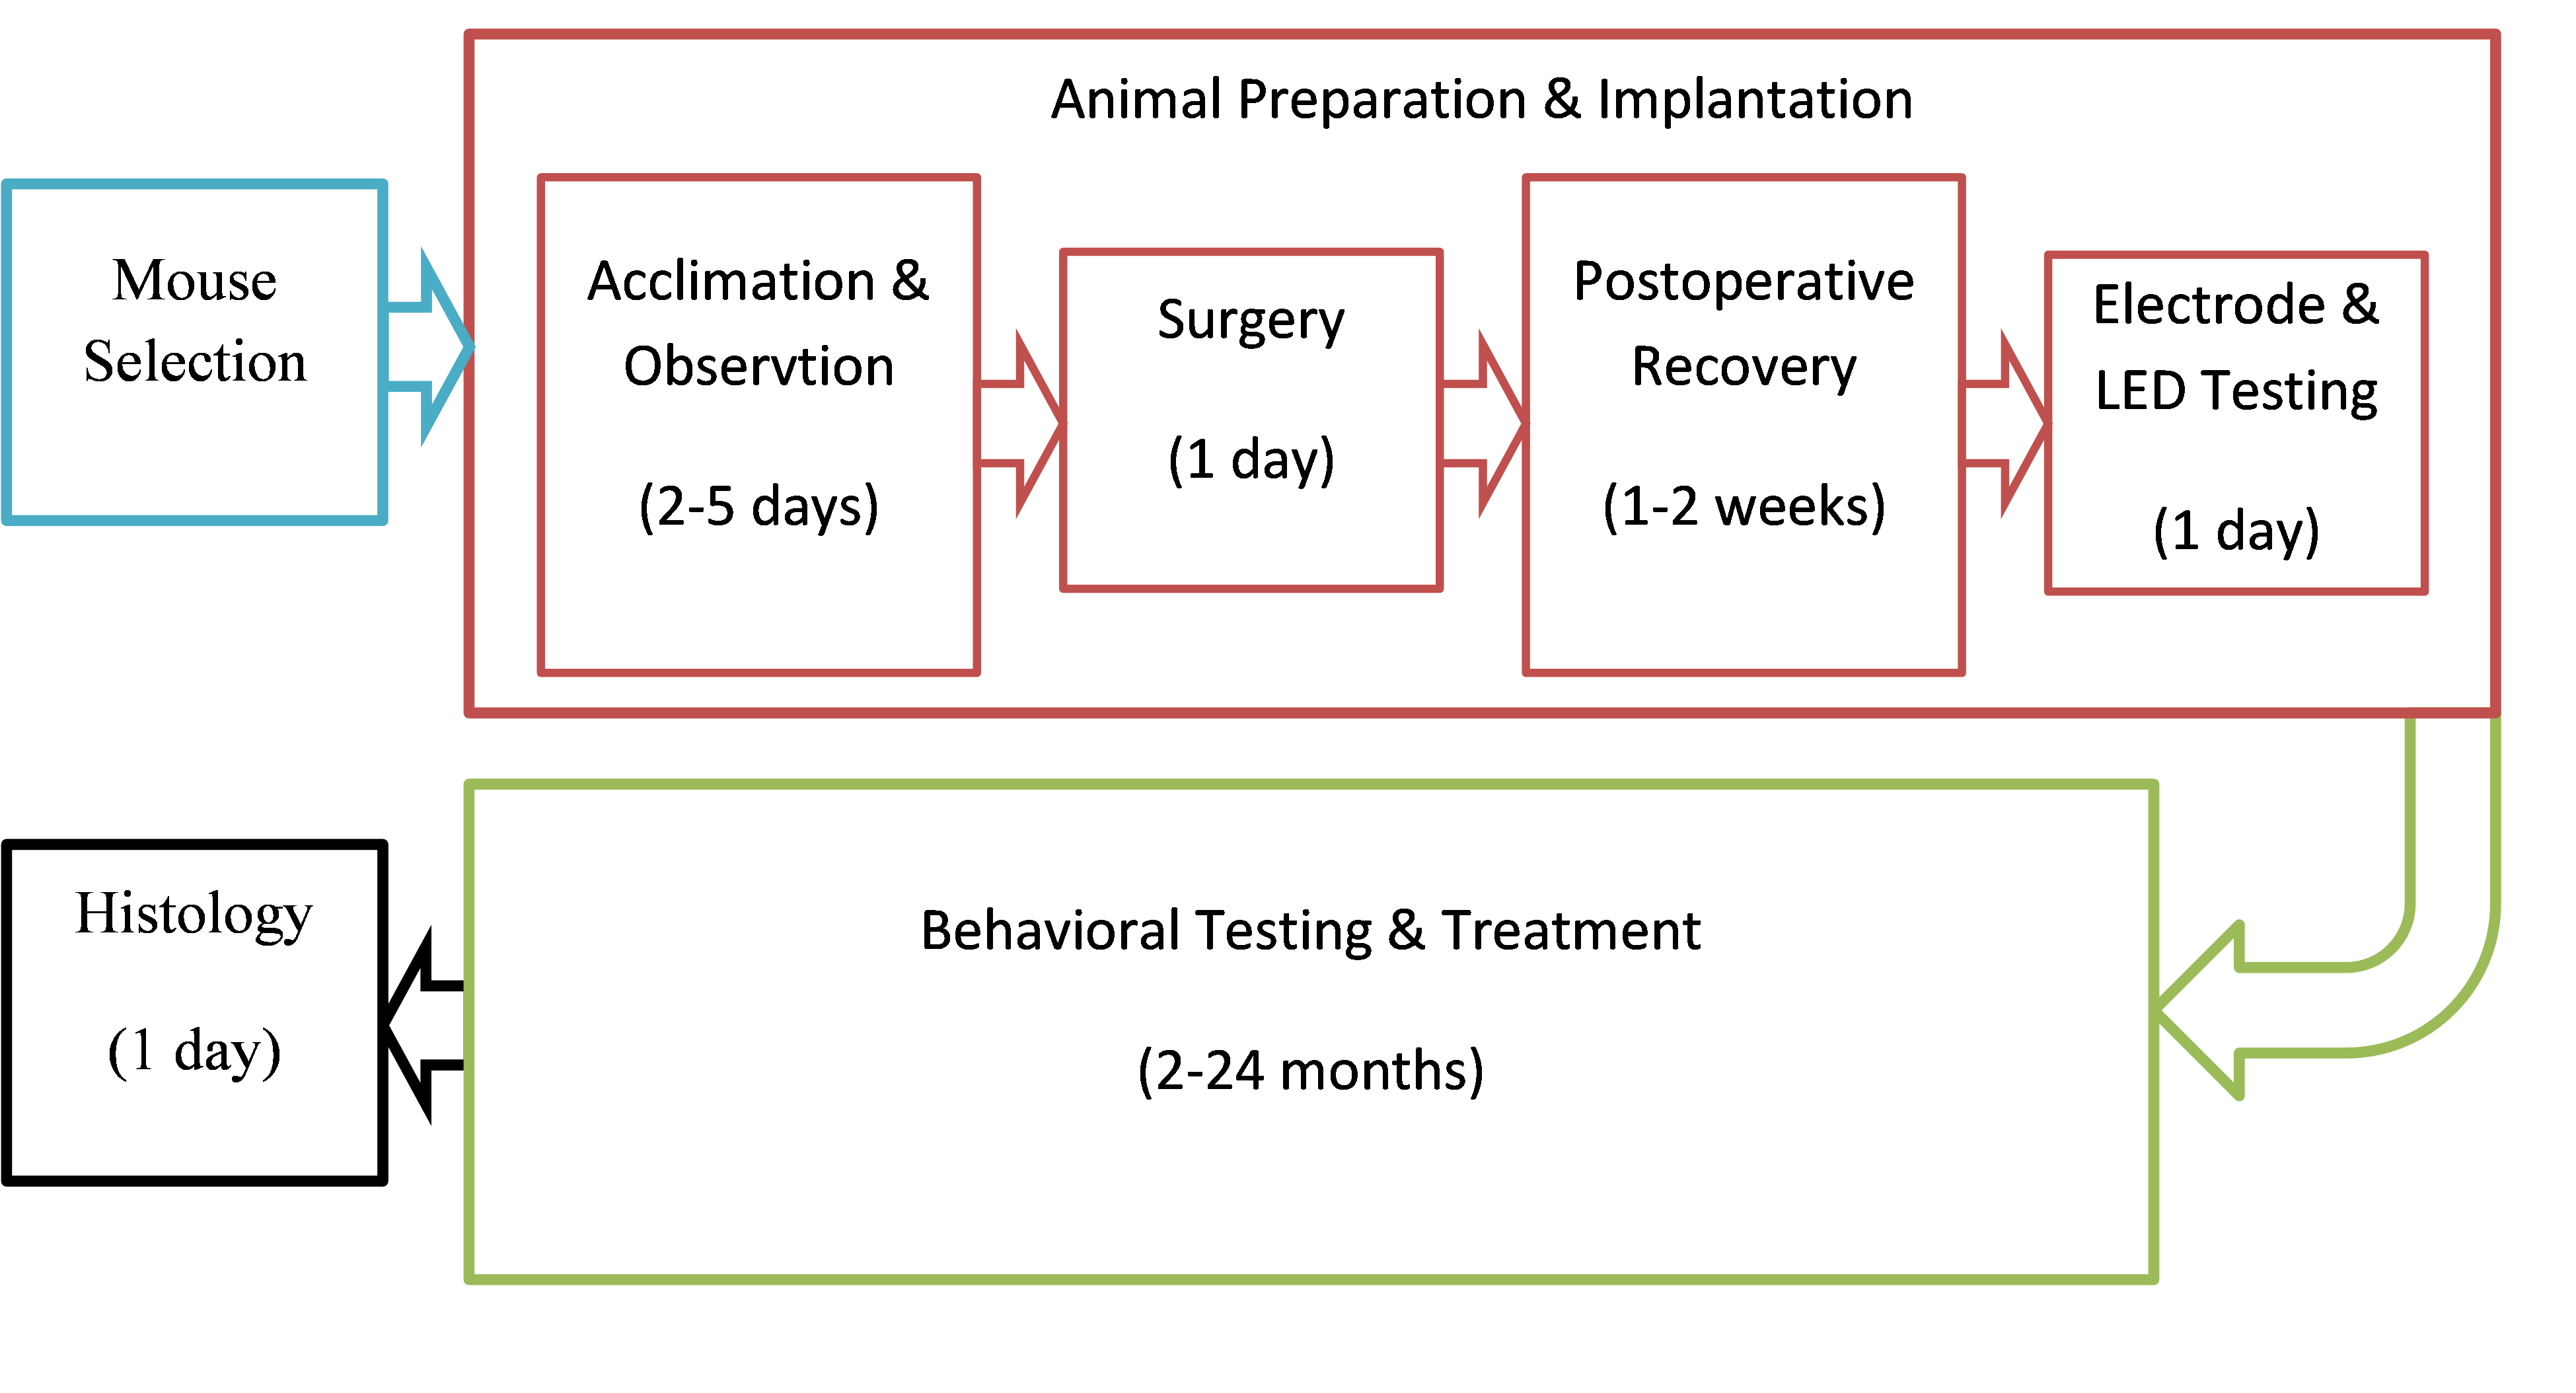 Animal Preparation & Implantation
Mouse
Selection
Acclimation &
Observtion
(2-5 days)
Surgery
(1 day)
Postoperative
Recovery
(1-2 weeks)
Electrode &
LED Testing
(1 day)
Behavioral Testing & Treatment
(2-24 months)
Histology
(1 day)